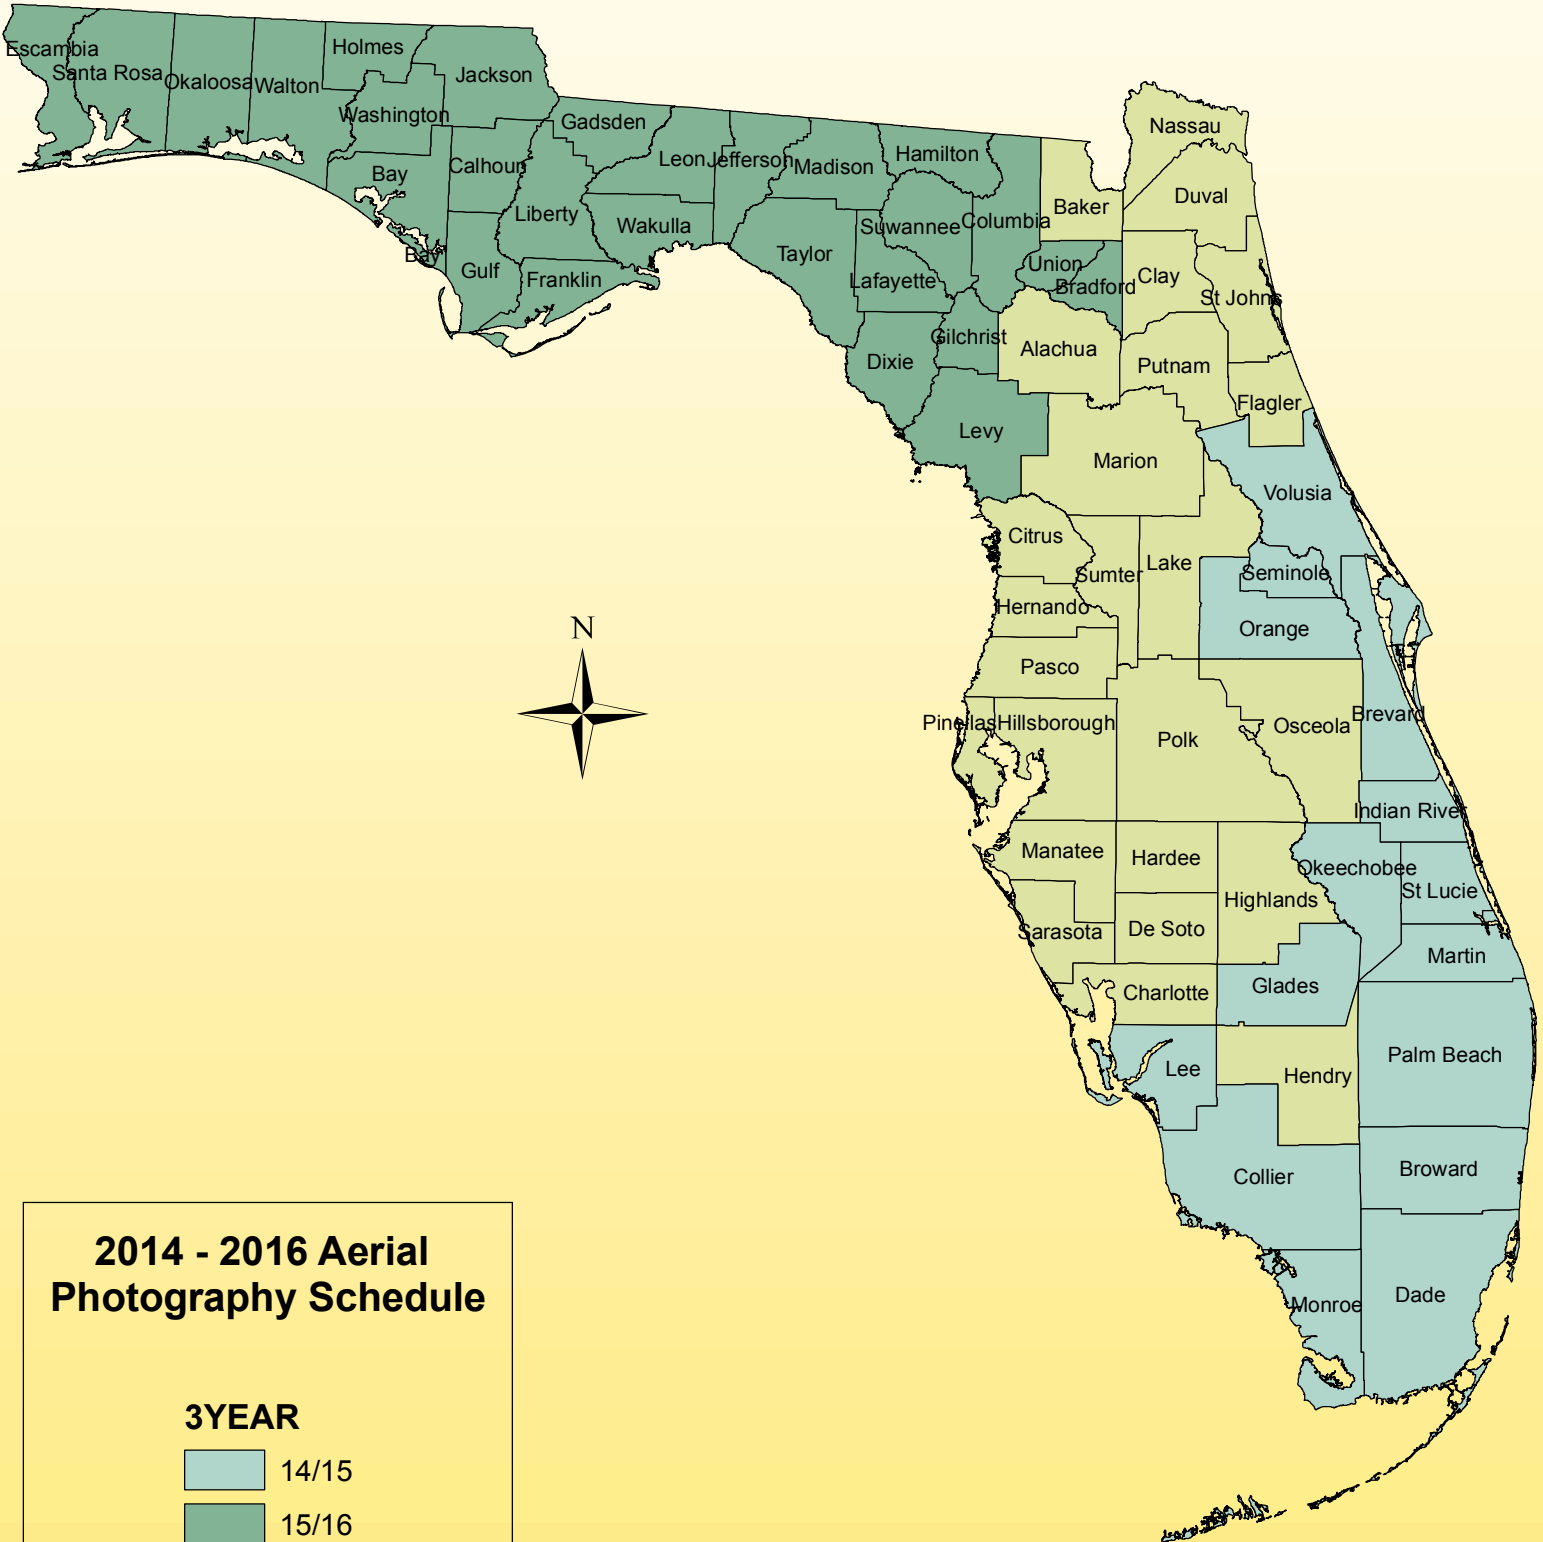 Escambia
Santa Rosa
Okaloosa
Walton
Holmes
Washington
Jackson
Bay
Bay
Calhoun
Gulf
Gadsden
Liberty
Franklin
Leon
Wakulla
Jefferson
Madison
Taylor
Hamilton
Suwannee
Lafayette
Columbia
Dixie
Gilchrist
Levy
Union
Bradford
Baker
Nassau
Duval
Clay
St Johns
Alachua
Putnam
Flagler
Marion
Volusia
Citrus
Sumter
Lake
Seminole
Hernando
Orange
Pasco
Pinellas
Hillsborough
Polk
Osceola
Brevard
Indian River
Manatee
Hardee
Highlands
Okeechobee
St Lucie
Sarasota
De Soto
Martin
Charlotte
Glades
Lee
Hendry
Palm Beach
Collier
Broward
Monroe
Dade
N
2014 - 2016 Aerial
Photography Schedule
3YEAR
14/15
15/16